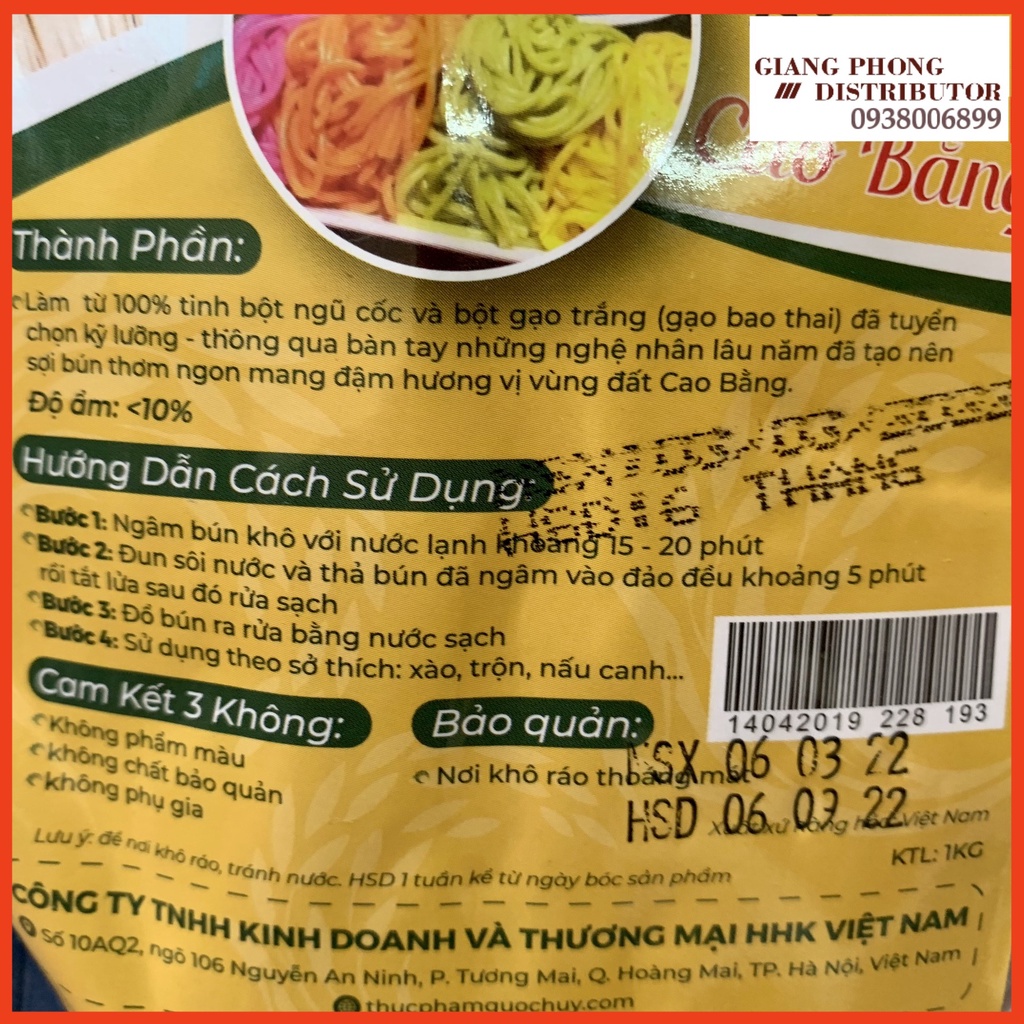 GIANG PHONG
DISTRIBUTOR
0938006899
Cao Bằng
Thành Phần:
Làm từ 100% tinh bột ngũ cốc và bột gạo trắng (gạo bao thai) đã tuyển
chọn kỹ lưỡng - thông qua bàn tay những nghệ nhân lâu năm đã tạo nên
sợi bún thơm ngon mang đậm hương vị vùng đất Cao Bằng.
Độ ẩm: <10%
Hướng Dẫn Cách Sử Dụng:
Bước 1: Ngâm bún khô với nước lạnh khoảng 15 - 20 phút
Bước 2: Đun sôi nước và thả bún đã ngâm vào đảo đều khoảng 5 phút
rồi tắt lửa sau đó rửa sạch
Bước 3: Đổ bún ra rửa bằng nước sạch
Bước 4: Sử dụng theo sở thích: xào, trộn, nấu canh...
Cam Kết 3 Không:
Không phẩm màu
không chất bảo quản
không phụ gia
Bảo quản:
Nơi khô ráo thoáng mát
14042019 228 193
NSX 06 03 22
HSD 06 09 22
Xuất xứ hàng hóa: Việt Nam
KTL: 1KG
Lưu ý: để nơi khô ráo, tránh nước. HSD 1 tuần kể từ ngày bóc sản phẩm
CÔNG TY TNHH KINH DOANH VÀ THƯƠNG MẠI HHK VIỆT NAM
Số 10AQ2, ngõ 106 Nguyễn An Ninh, P. Tương Mai, Q. Hoàng Mai, TP. Hà Nội, Việt Nam
thucphamquochuy.com